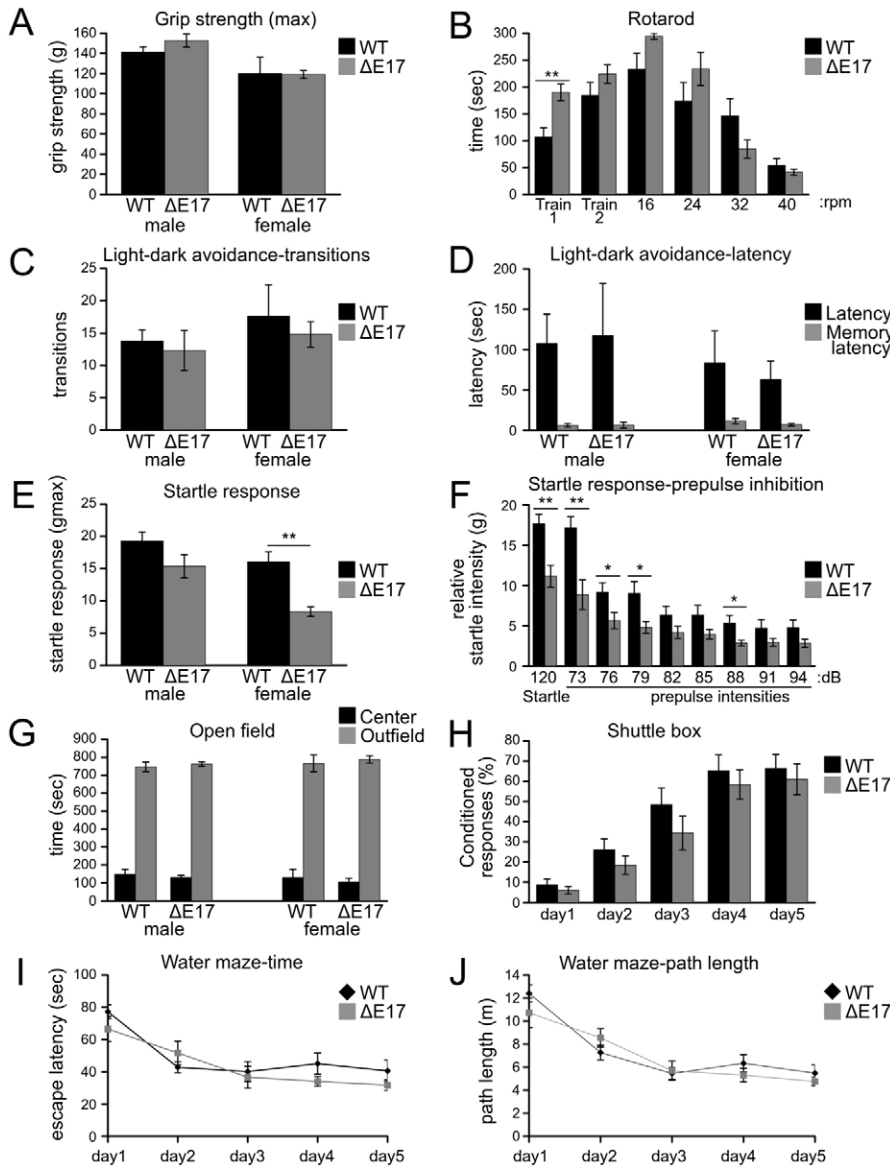 A
Grip strength (max)
grip strength (g)
160
140
120
100
80
60
40
20
0
WT ΔE17 WT ΔE17
male female
WT
ΔE17
B
Rotarod
time (sec)
300
250
200
150
100
50
0
**
Train 1 Train 2 16 24 32 40 :rpm
WT
ΔE17
C
Light-dark avoidance-transitions
transitions
25
20
15
10
5
0
WT ΔE17 WT ΔE17
male female
WT
ΔE17
D
Light-dark avoidance-latency
latency (sec)
200
150
100
50
0
WT ΔE17 WT ΔE17
male female
Latency
Memory
latency
E
Startle response
startle response (gmax)
25
20
15
10
5
0
**
WT ΔE17 WT ΔE17
male female
WT
ΔE17
F
Startle response-prepulse inhibition
relative
startle intensity (g)
20
15
10
5
0
** ** * * *
120 73 76 79 82 85 88 91 94 :dB
Startle prepulse intensities
WT
ΔE17
G
Open field
Center
Outfield
time (sec)
900
800
700
600
500
400
300
200
100
0
WT ΔE17 WT ΔE17
male female
H
Shuttle box
Conditioned
responses (%)
80
70
60
50
40
30
20
10
0
day1 day2 day3 day4 day5
WT
ΔE17
I
Water maze-time
escape latency (sec)
100
80
60
40
20
0
day1 day2 day3 day4 day5
WT
ΔE17
J
Water maze-path length
path length (m)
14
12
10
8
6
4
2
0
day1 day2 day3 day4 day5
WT
ΔE17